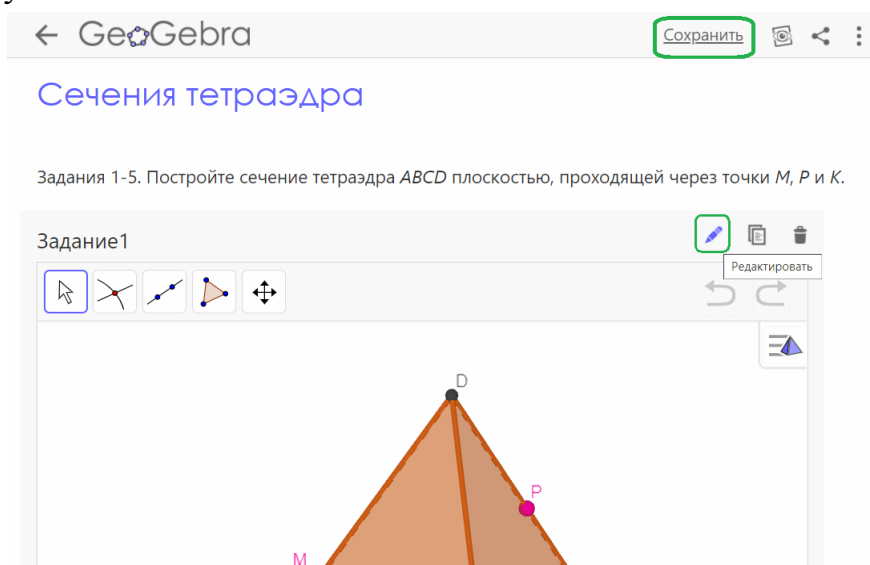 GeoGebra
Сохранить
Сечения тетраэдра
Задания 1-5. Постройте сечение тетраэдра ABCD плоскостью, проходящей через точки M, P и K.
Задание1
Редактировать
D
P
M